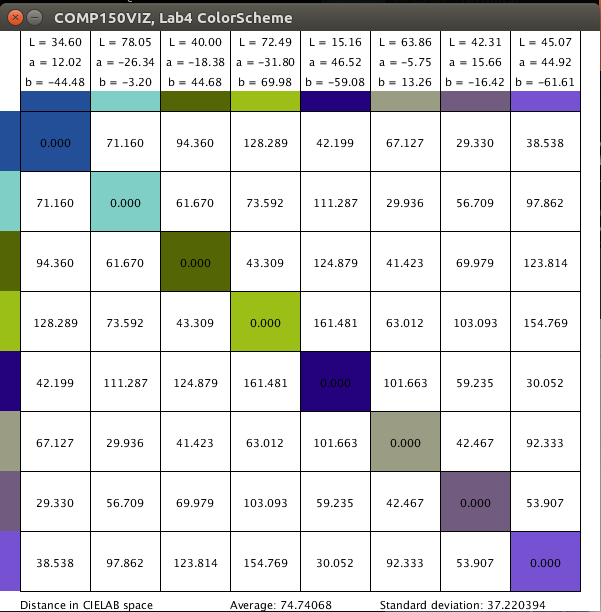 COMP150VIZ, Lab4 ColorScheme
L = 34.60 L = 78.05 L = 40.00 L = 72.49 L = 15.16 L = 63.86 L = 42.31 L = 45.07
a = 12.02 a = −26.34 a = −18.38 a = −31.80 a = 46.52 a = −5.75 a = 15.66 a = 44.92
b = −44.48 b = −3.20 b = 44.68 b = 69.98 b = −59.08 b = 13.26 b = −16.42 b = −61.61
0.000 71.160 94.360 128.289 42.199 67.127 29.330 38.538
71.160 0.000 61.670 73.592 111.287 29.936 56.709 97.862
94.360 61.670 0.000 43.309 124.879 41.423 69.979 123.814
128.289 73.592 43.309 0.000 161.481 63.012 103.093 154.769
42.199 111.287 124.879 161.481 0.000 101.663 59.235 30.052
67.127 29.936 41.423 63.012 101.663 0.000 42.467 92.333
29.330 56.709 69.979 103.093 59.235 42.467 0.000 53.907
38.538 97.862 123.814 154.769 30.052 92.333 53.907 0.000
Distance in CIELAB space Average: 74.74068 Standard deviation: 37.220394